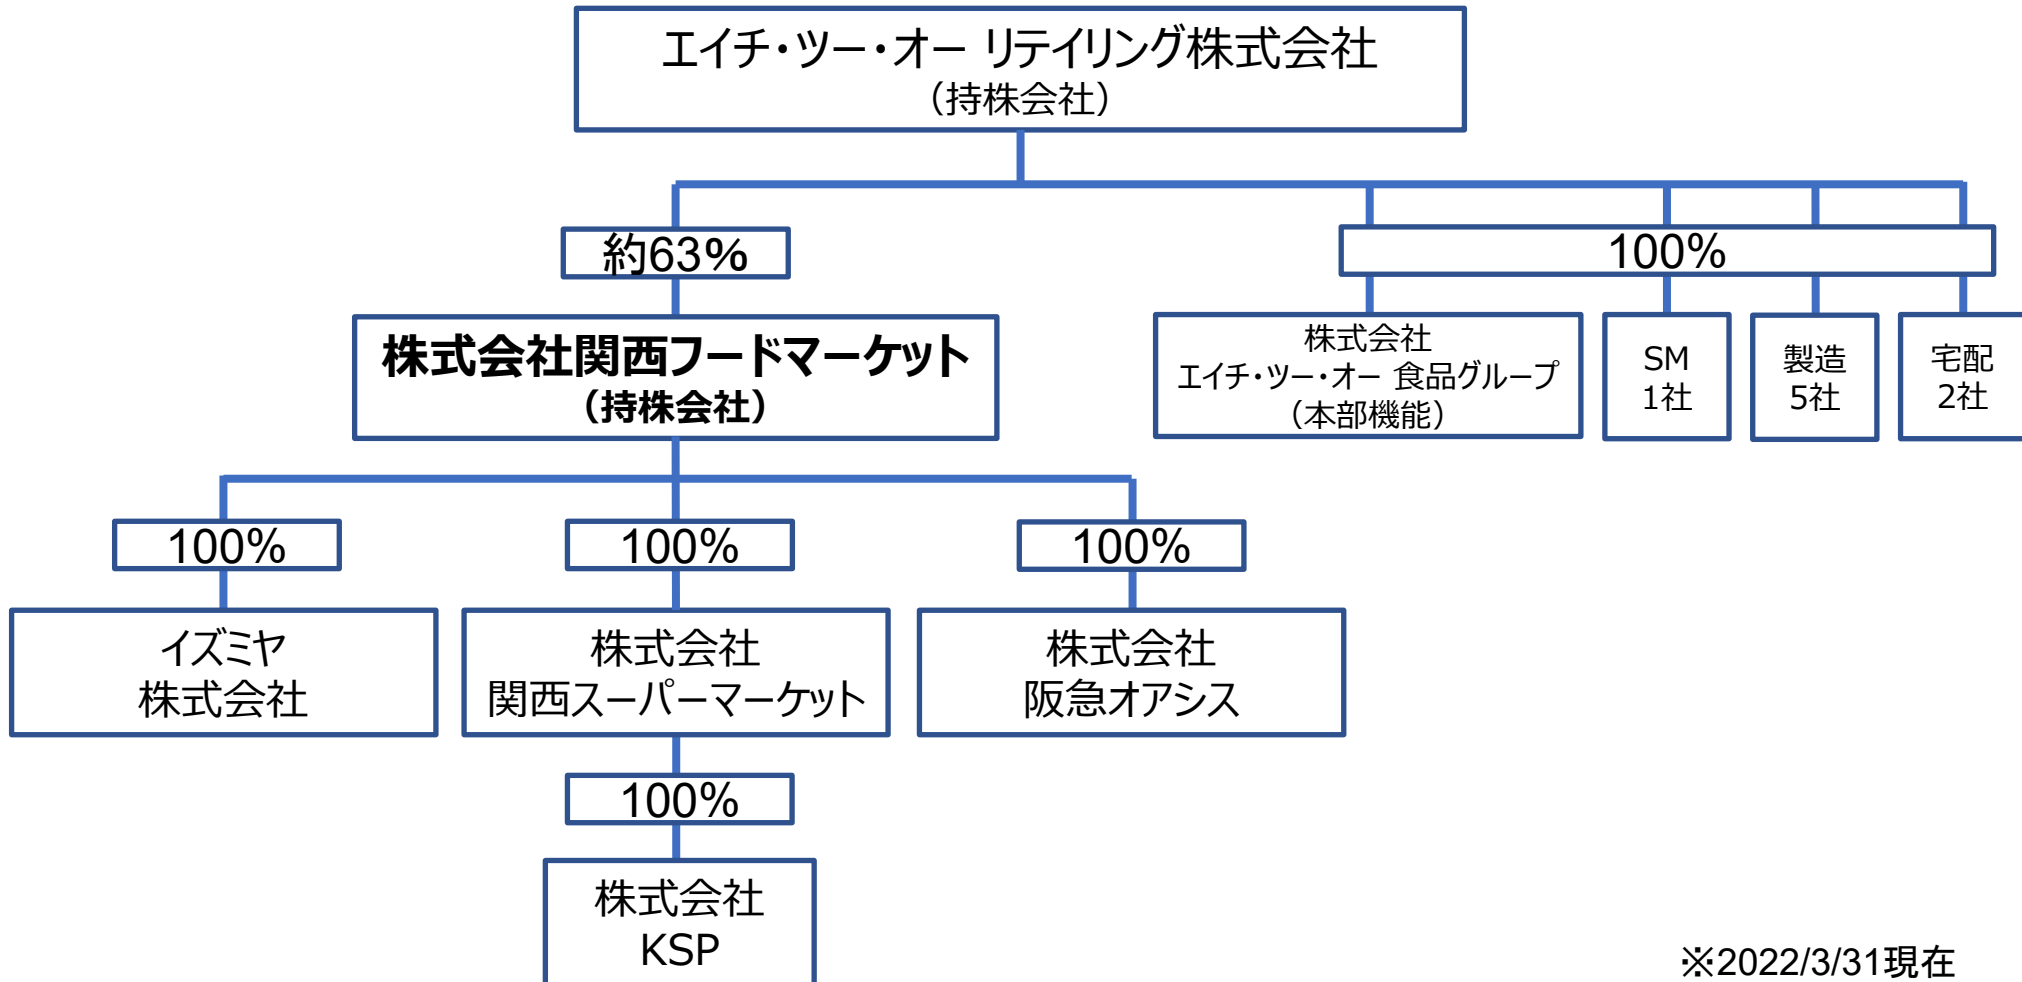 エイチ・ツー・オー リテイリング株式会社
（持株会社）
約63%
100%
株式会社関西フードマーケット
（持株会社）
株式会社
エイチ・ツー・オー 食品グループ
（本部機能）
SM
1社
製造
5社
宅配
2社
100%
100%
100%
イズミヤ
株式会社
株式会社
関西スーパーマーケット
株式会社
阪急オアシス
100%
株式会社
KSP
※2022/3/31現在